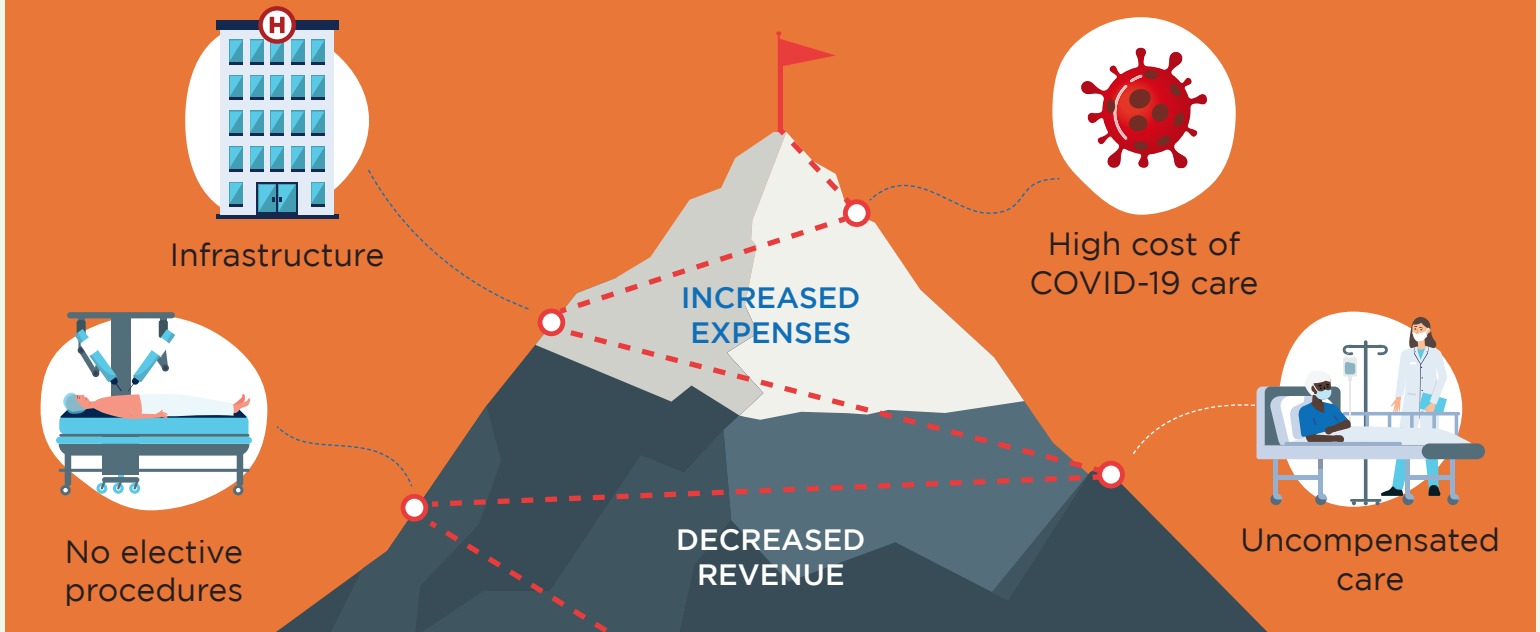 H
Infrastructure
High cost of
COVID-19 care
INCREASED
EXPENSES
No elective
procedures
DECREASED
REVENUE
Uncompensated
care